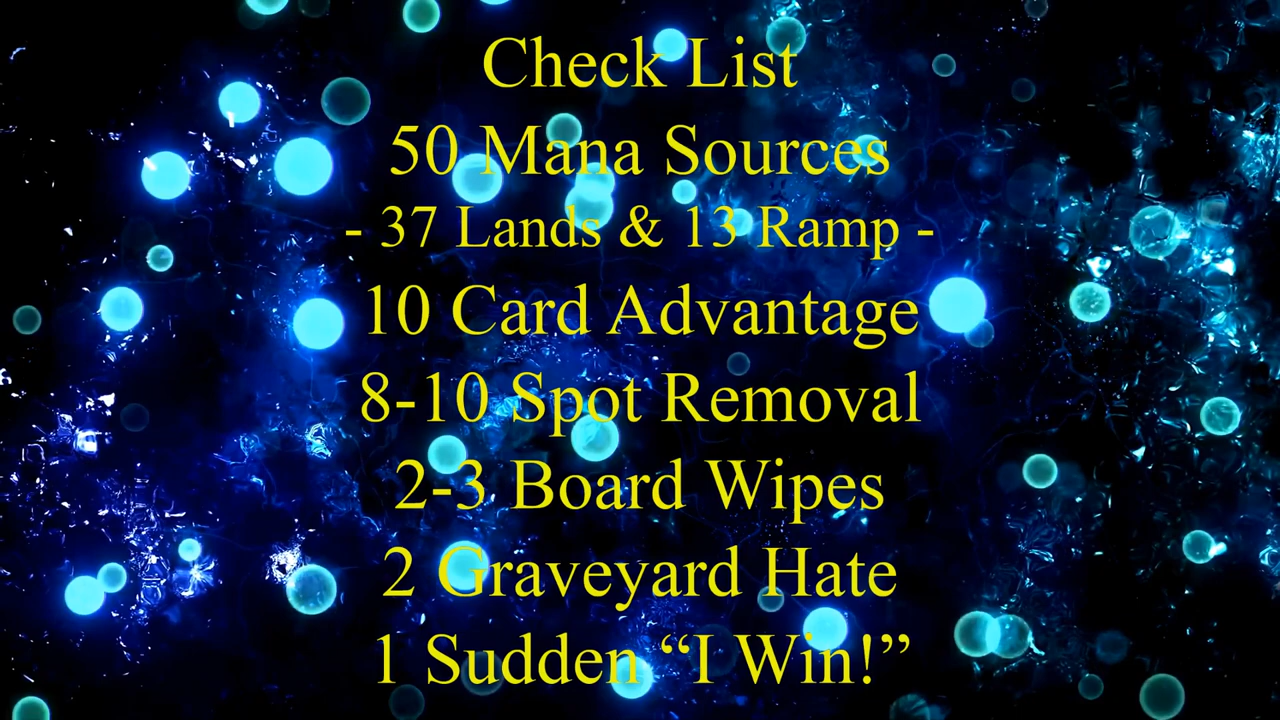 Check List
50 Mana Sources
- 37 Lands & 13 Ramp -
10 Card Advantage
8-10 Spot Removal
2-3 Board Wipes
2 Graveyard Hate
1 Sudden “I Win!”